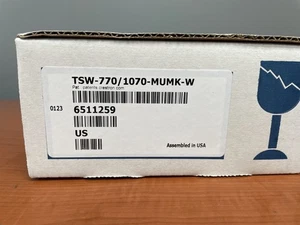 TSW-770/1070-MUMK-W
Pat.: patents.crestron.com
0123
6511259
US
Assembled in USA